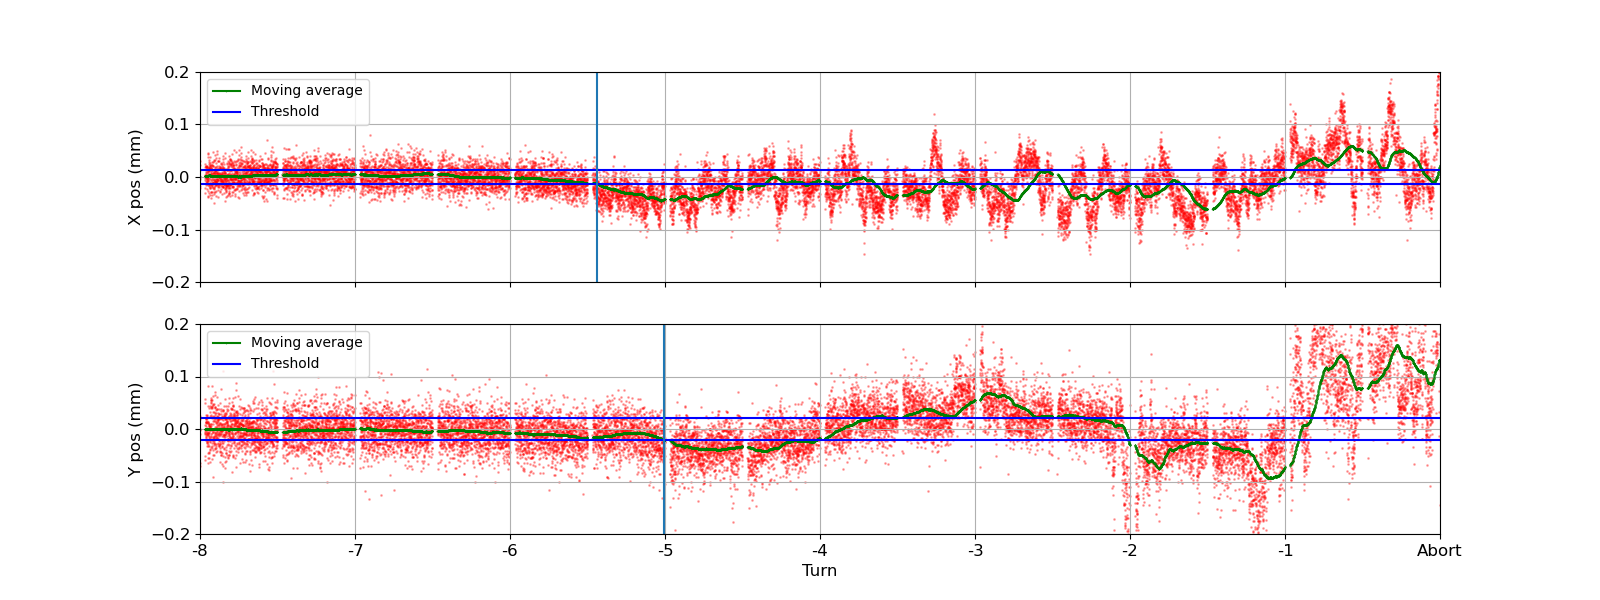 0.2
0.1
0.0
−0.1
−0.2
X pos (mm)
Moving average
Threshold
0.2
0.1
0.0
−0.1
−0.2
Y pos (mm)
Moving average
Threshold
-8 -7 -6 -5 -4 -3 -2 -1 Abort
Turn